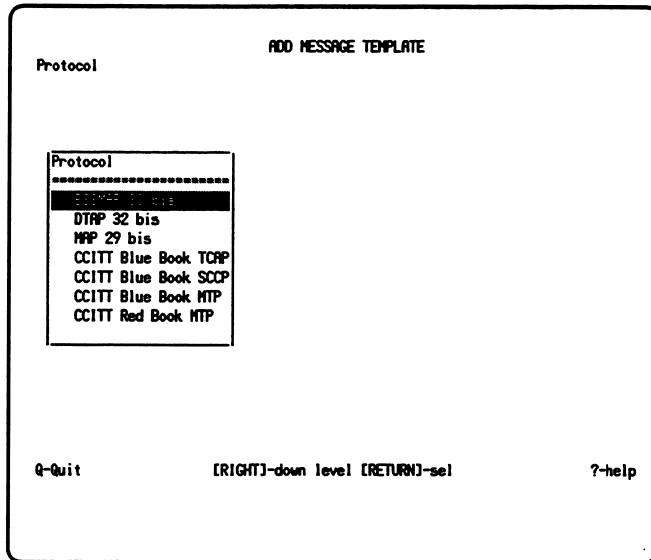 ADD MESSAGE TEMPLATE
Protocol
Protocol
=======================
DTAP 32 bis
MAP 29 bis
CCITT Blue Book TCAP
CCITT Blue Book SCCP
CCITT Blue Book MTP
CCITT Red Book MTP
Q-Quit [RIGHT]-down level [RETURN]-sel ?-help